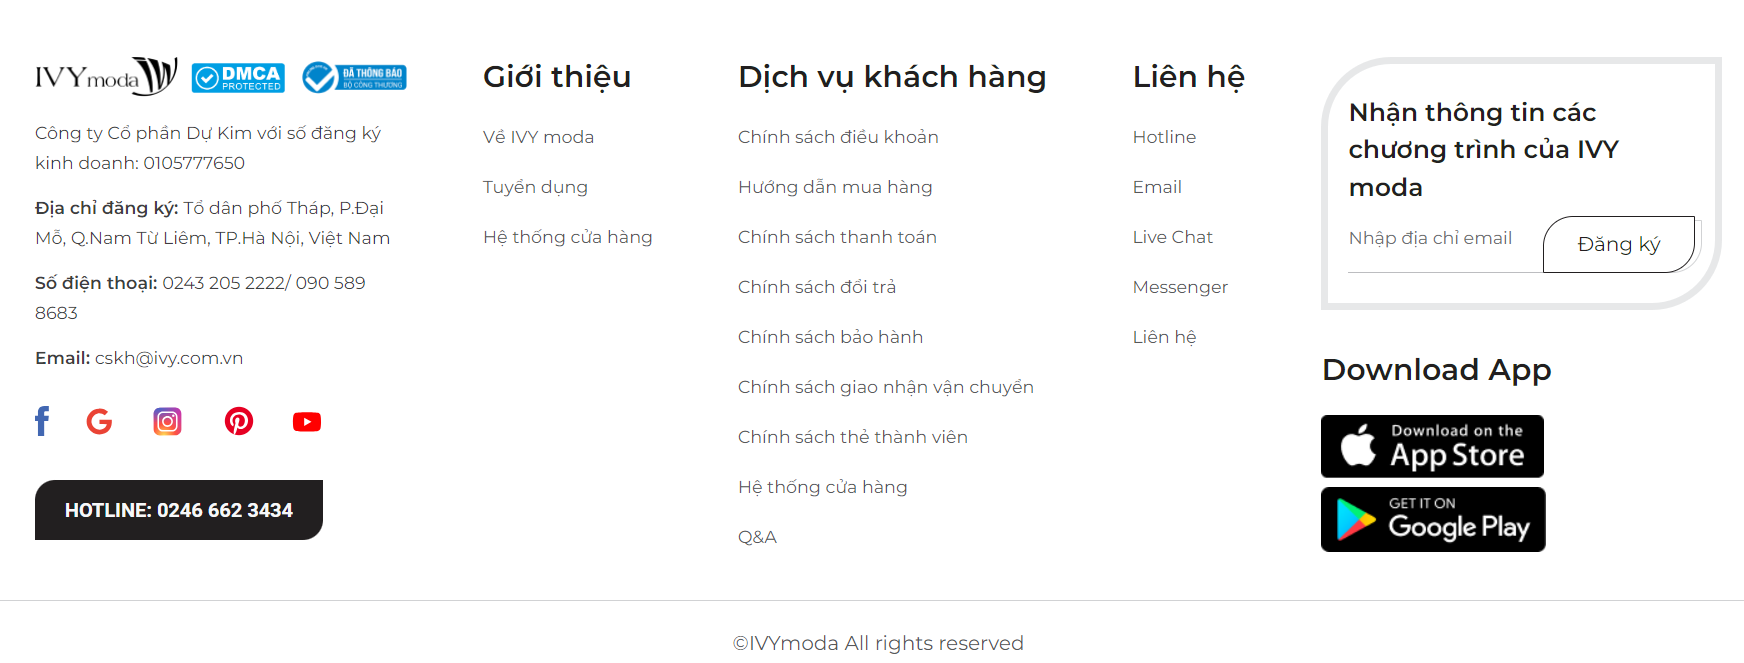 IVY moda
DMCA
PROTECTED
ĐÃ THÔNG BÁO
BỘ CÔNG THƯƠNG
Công ty Cổ phần Dự Kim với số đăng ký
kinh doanh: 0105777650
Địa chỉ đăng ký: Tổ dân phố Tháp, P.Đại
Mỗ, Q.Nam Từ Liêm, TP.Hà Nội, Việt Nam
Số điện thoại: 0243 205 2222/ 090 589
8683
Email: cskh@ivy.com.vn
HOTLINE: 0246 662 3434
Giới thiệu
Về IVY moda
Tuyển dụng
Hệ thống cửa hàng
Dịch vụ khách hàng
Chính sách điều khoản
Hướng dẫn mua hàng
Chính sách thanh toán
Chính sách đổi trả
Chính sách bảo hành
Chính sách giao nhận vận chuyển
Chính sách thẻ thành viên
Hệ thống cửa hàng
Q&A
Liên hệ
Hotline
Email
Live Chat
Messenger
Liên hệ
Nhận thông tin các
chương trình của IVY
moda
Nhập địa chỉ email
Đăng ký
Download App
Download on the
App Store
GET IT ON
Google Play
©IVYmoda All rights reserved